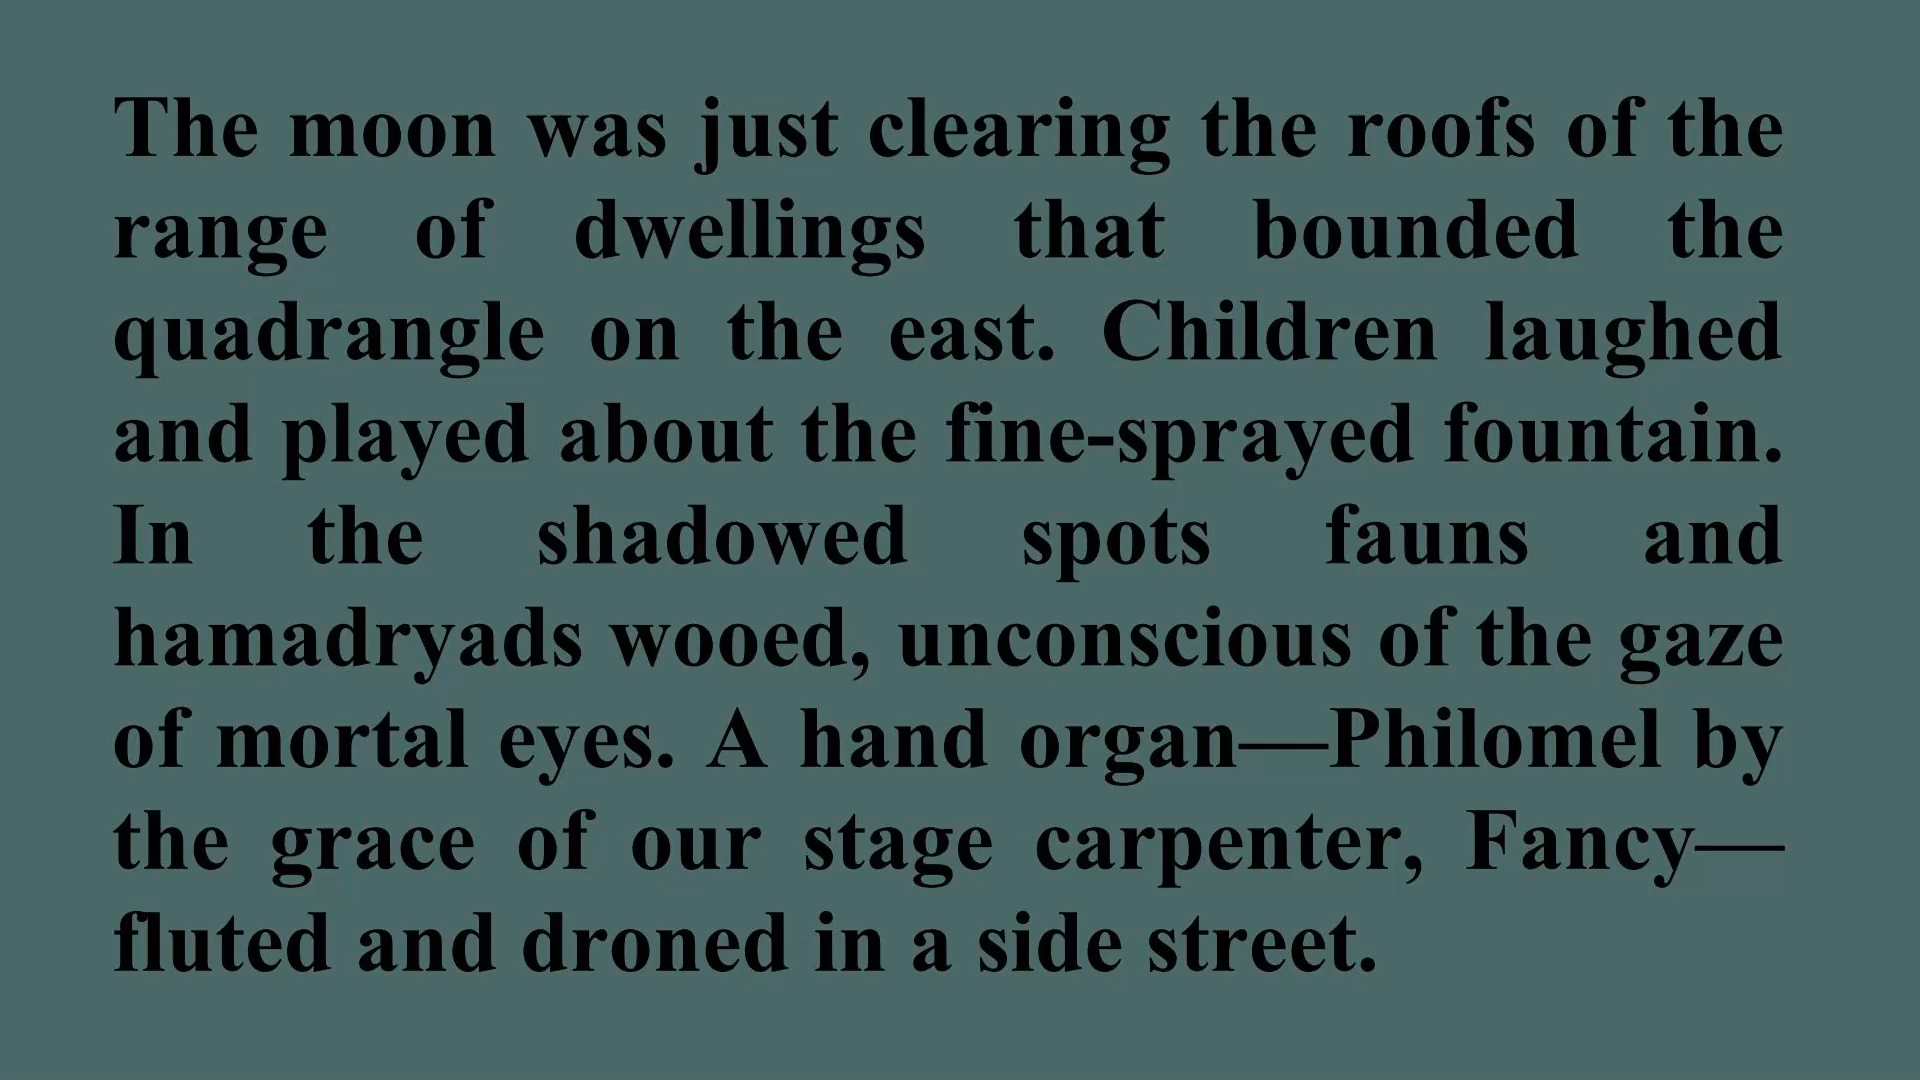 The moon was just clearing the roofs of the
range of dwellings that bounded the
quadrangle on the east. Children laughed
and played about the fine-sprayed fountain.
In the shadowed spots fauns and
hamadryads wooed, unconscious of the gaze
of mortal eyes. A hand organ—Philomel by
the grace of our stage carpenter, Fancy—
fluted and droned in a side street.